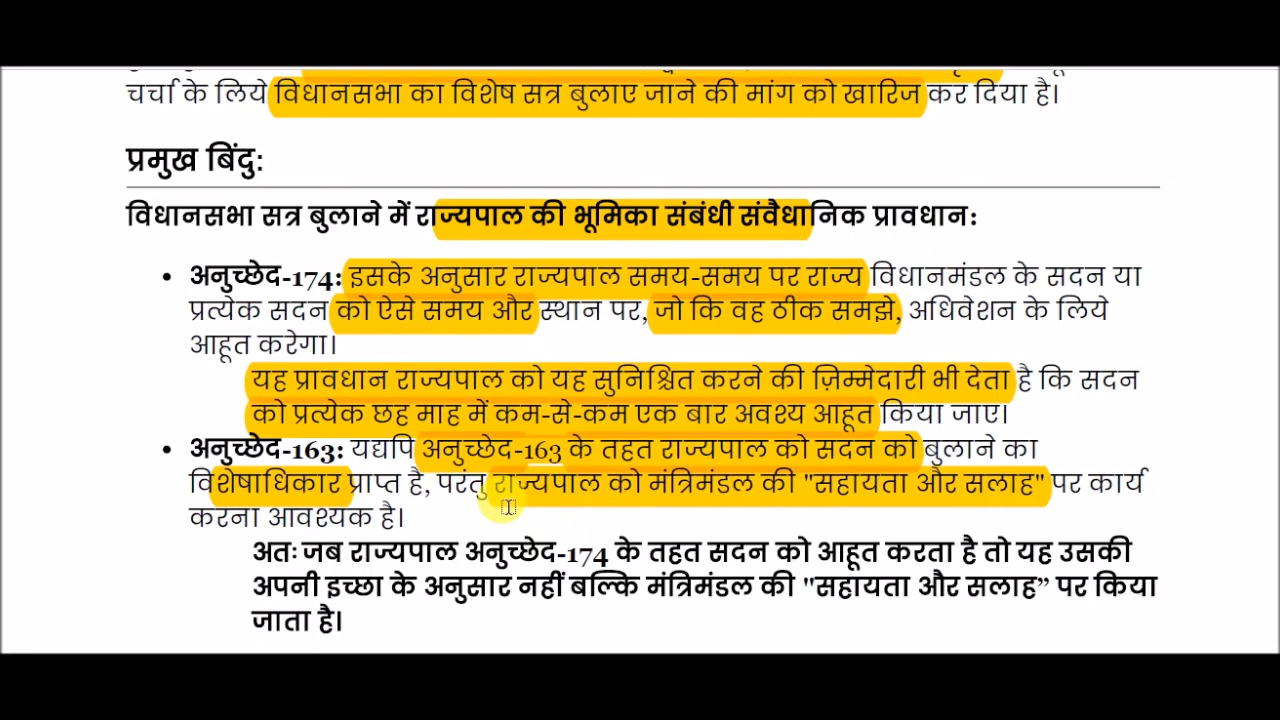 चर्चा के लिये विधानसभा का विशेष सत्र बुलाए जाने की मांग को खारिज कर दिया है।
प्रमुख बिंदु:
विधानसभा सत्र बुलाने में राज्यपाल की भूमिका संबंधी संवैधानिक प्रावधान:
• अनुच्छेद-174: इसके अनुसार राज्यपाल समय-समय पर राज्य विधानमंडल के सदन या
प्रत्येक सदन को ऐसे समय और स्थान पर, जो कि वह ठीक समझे, अधिवेशन के लिये
आहूत करेगा।
यह प्रावधान राज्यपाल को यह सुनिश्चित करने की ज़िम्मेदारी भी देता है कि सदन
को प्रत्येक छह माह में कम-से-कम एक बार अवश्य आहूत किया जाए।
• अनुच्छेद-163: यद्यपि अनुच्छेद-163 के तहत राज्यपाल को सदन को बुलाने का
विशेषाधिकार प्राप्त है, परंतु राज्यपाल को मंत्रिमंडल की "सहायता और सलाह" पर कार्य
करना आवश्यक है।
अतः जब राज्यपाल अनुच्छेद-174 के तहत सदन को आहूत करता है तो यह उसकी
अपनी इच्छा के अनुसार नहीं बल्कि मंत्रिमंडल की "सहायता और सलाह” पर किया
जाता है।